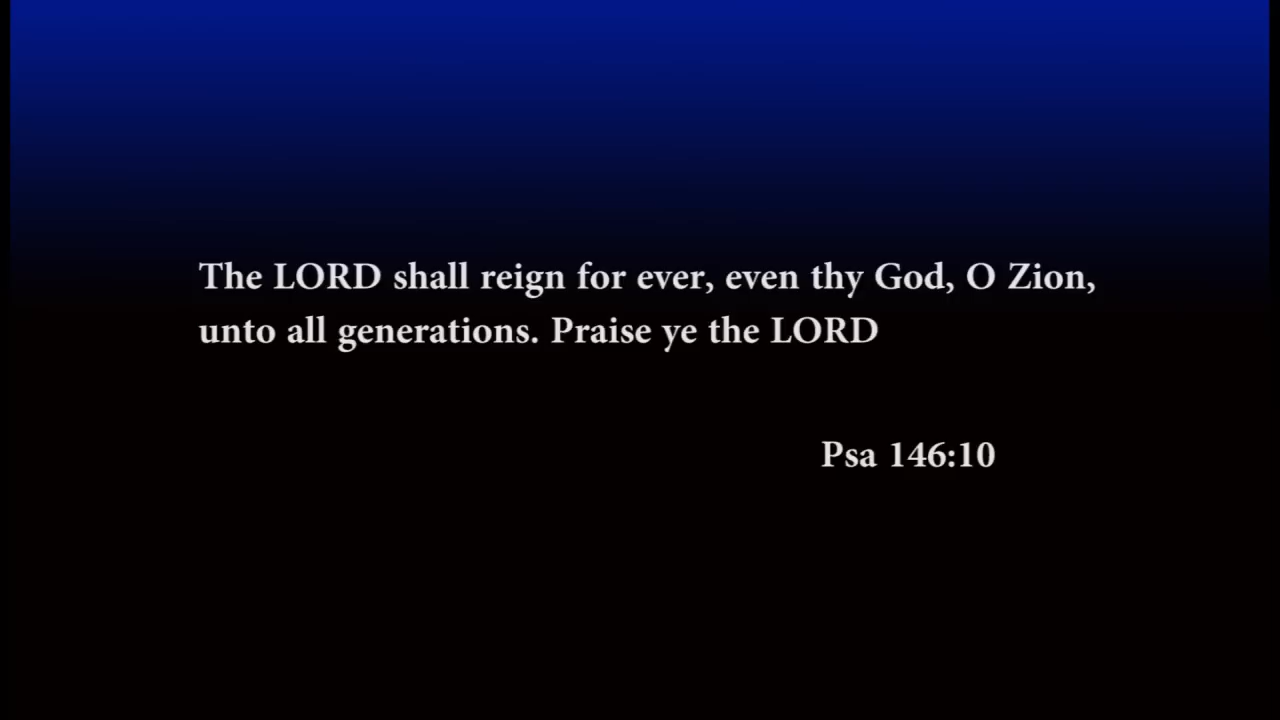 The LORD shall reign for ever, even thy God, O Zion,
unto all generations. Praise ye the LORD
Psa 146:10